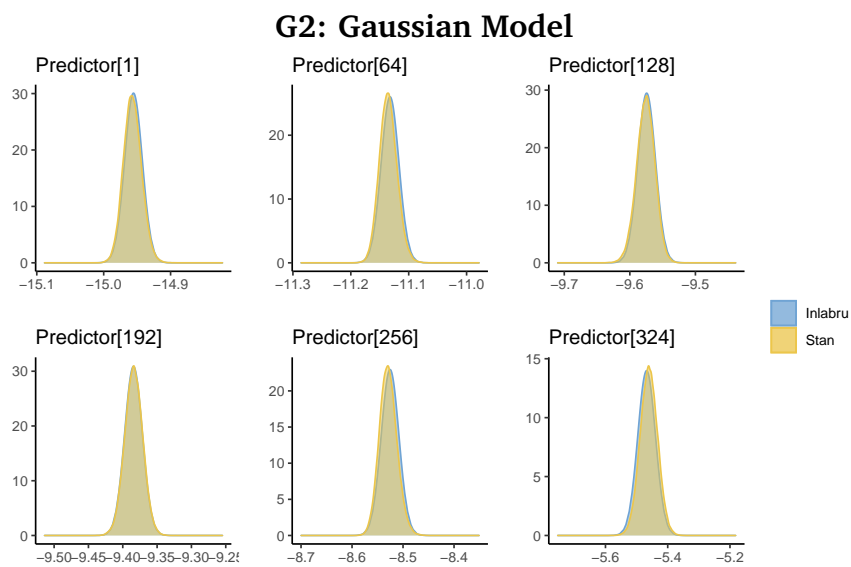 G2: Gaussian Model
Predictor[1]
Predictor[64]
Predictor[128]
30
20
10
0
−15.1 −15.0 −14.9
20
10
0
−11.3 −11.2 −11.1 −11.0
30
20
10
0
−9.7 −9.6 −9.5
Inlabru
Stan
Predictor[192]
Predictor[256]
Predictor[324]
30
20
10
0
−9.50 −9.45 −9.40 −9.35 −9.30 −9.25
20
15
10
5
0
−8.7 −8.6 −8.5 −8.4
15
10
5
0
−5.6 −5.4 −5.2